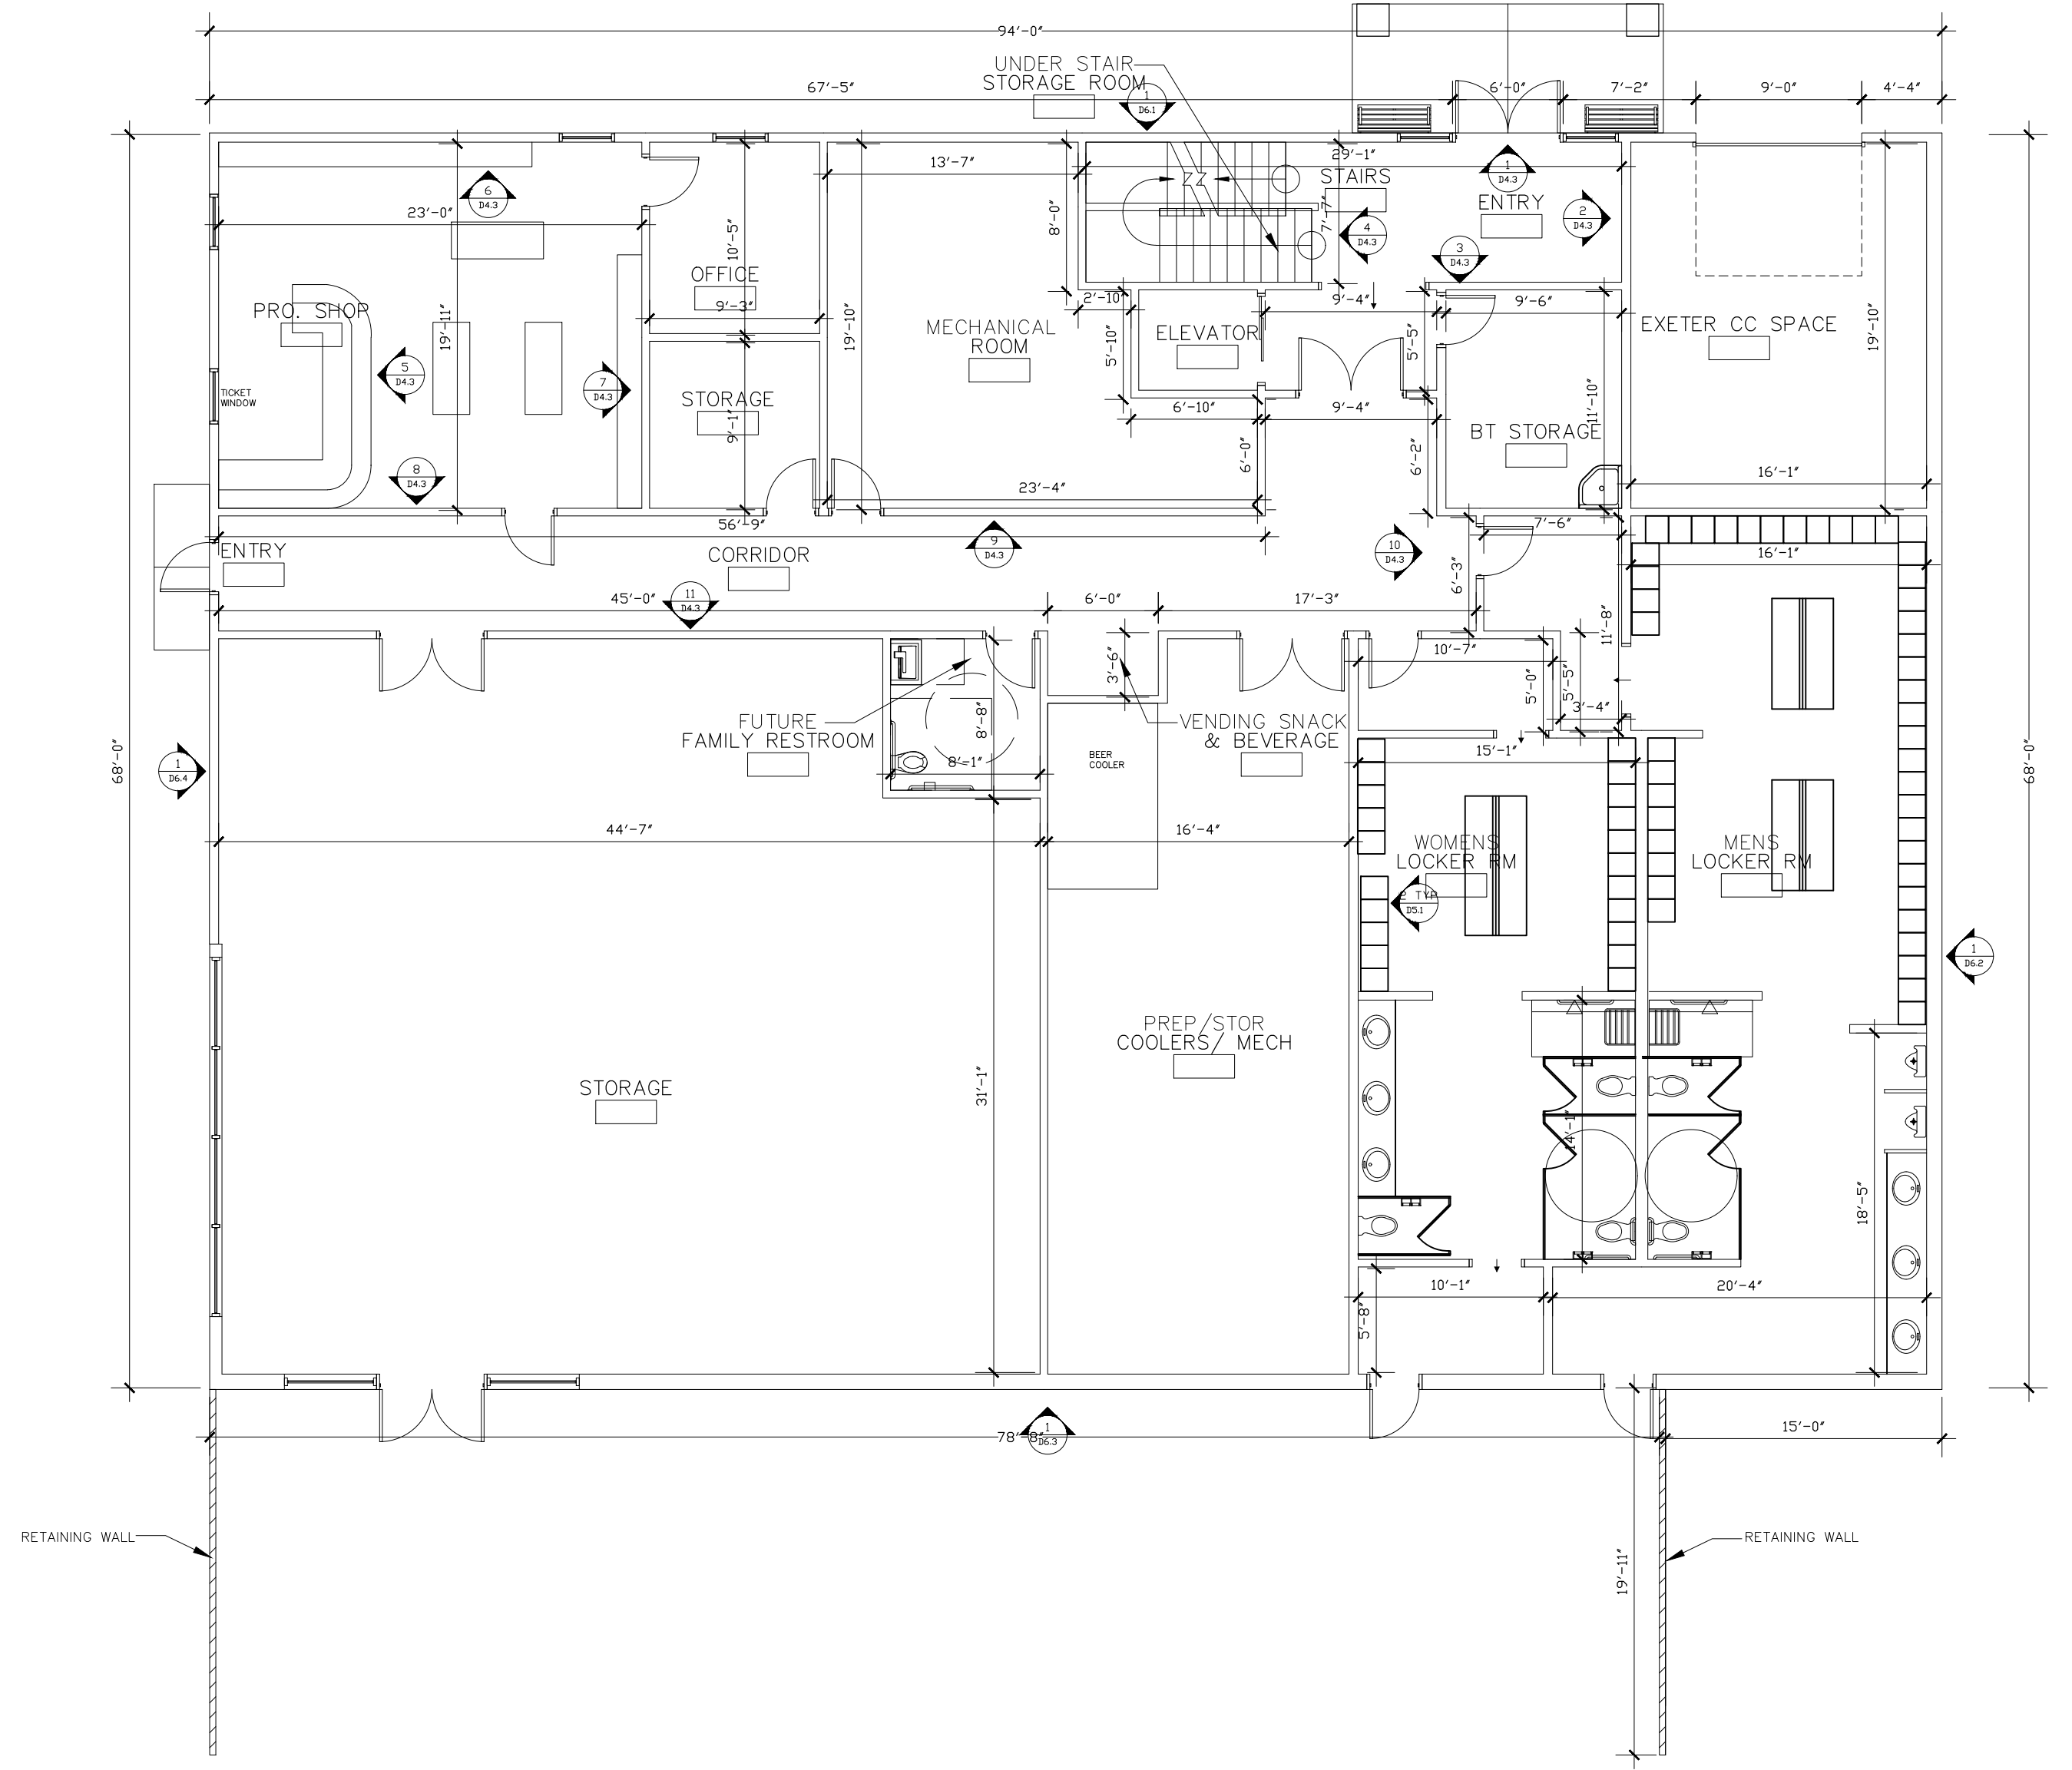 94'-0"
UNDER STAIR
STORAGE ROOM
67'-5"
6'-0"
7'-2"
9'-0"
4'-4"
1
D6.1
13'-7"
29'-1"
STAIRS
1
D4.3
ENTRY
2
D4.3
6
D4.3
23'-0"
10'-5"
8'-0"
7'-7"
4
D4.3
3
D4.3
OFFICE
9'-3"
2'-10"
9'-4"
9'-6"
PRO. SHOP
19'-11"
19'-10"
MECHANICAL
ROOM
ELEVATOR
5'-10"
5'-5"
EXETER CC SPACE
19'-10"
5
D4.3
7
D4.3
TICKET
WINDOW
STORAGE
9'-1"
6'-10"
9'-4"
11'-10"
BT STORAGE
6'-0"
6'-2"
8
D4.3
16'-1"
23'-4"
56'-9"
7'-6"
ENTRY
CORRIDOR
9
D4.3
10
D4.3
16'-1"
6'-3"
45'-0"
11
D4.3
6'-0"
17'-3"
11'-8"
10'-7"
3'-6"
5'-0"
5'-5"
3'-4"
FUTURE
FAMILY RESTROOM
8'-8"
8'-1"
VENDING SNACK
& BEVERAGE
BEER
COOLER
15'-1"
68'-0"
1
D6.4
68'-0"
44'-7"
16'-4"
WOMENS
LOCKER RM
MENS
LOCKER RM
2 TYP
D5.1
1
D6.2
PREP/STOR
COOLERS/ MECH
STORAGE
31'-1"
14'-1"
18'-5"
10'-1"
20'-4"
5'-8"
1
D6.3
78'-8"
15'-0"
RETAINING WALL
RETAINING WALL
19'-11"